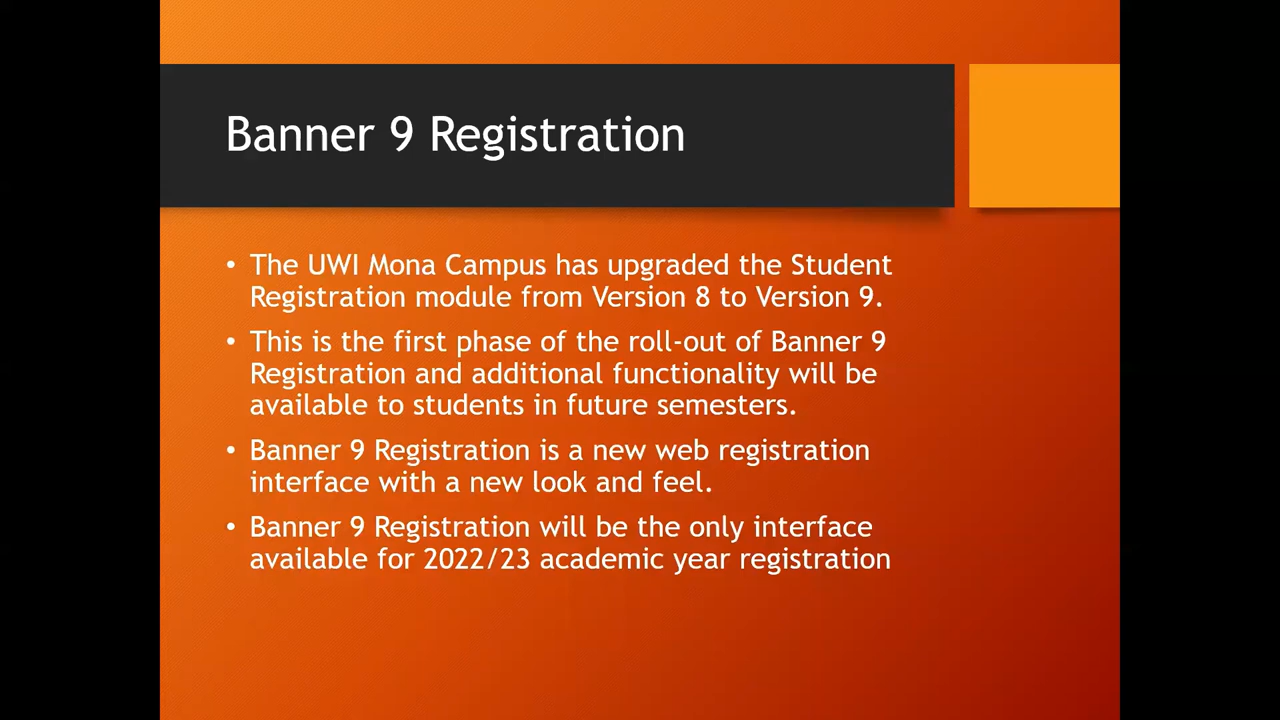 Banner 9 Registration
• The UWI Mona Campus has upgraded the Student
Registration module from Version 8 to Version 9.
• This is the first phase of the roll-out of Banner 9
Registration and additional functionality will be
available to students in future semesters.
• Banner 9 Registration is a new web registration
interface with a new look and feel.
• Banner 9 Registration will be the only interface
available for 2022/23 academic year registration